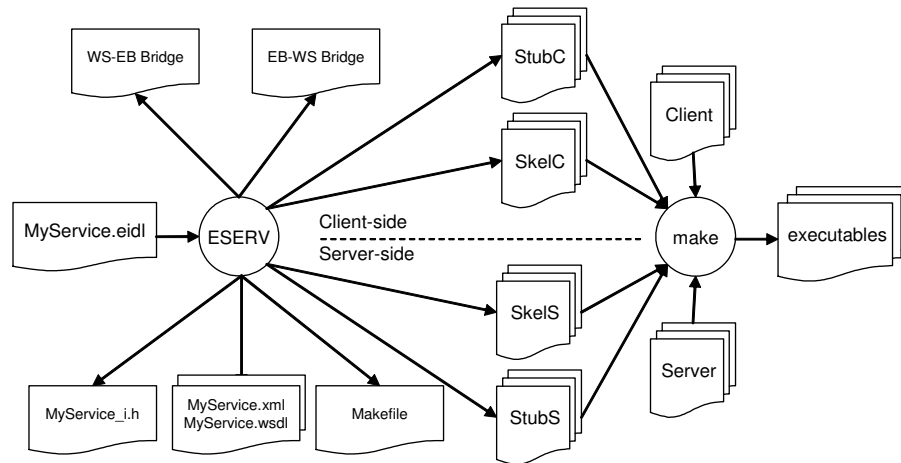 WS-EB Bridge
EB-WS Bridge
StubC
Client
SkelC
MyService.eidl
ESERV
Client-side
Server-side
make
executables
SkelS
Server
MyService_i.h
MyService.xml
MyService.wsdl
Makefile
StubS